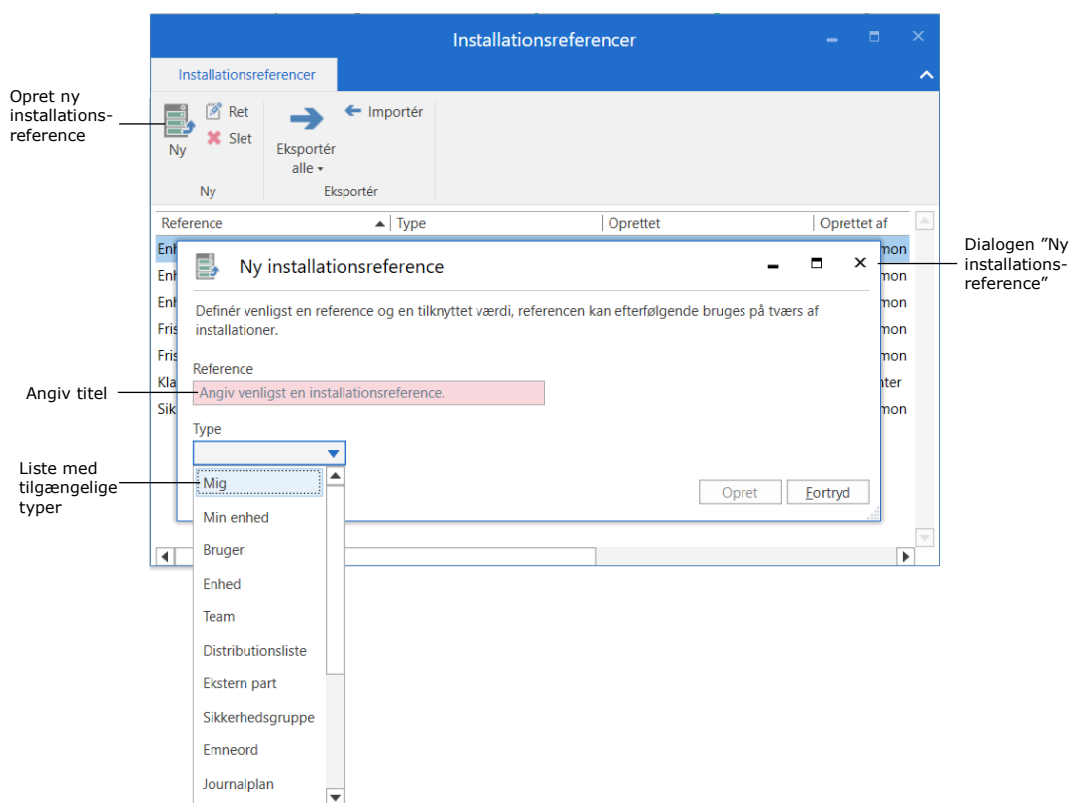 Installationsreferencer
Installationsreferencer
Opret ny
installations-
reference
Ny
Ret
Slet
Eksportér
alle
Importér
Ny
Eksportér
Reference
Type
Oprettet
Oprettet af
Ny installationsreference
Dialogen ”Ny
installations-
reference”
Definér venligst en reference og en tilknyttet værdi, referencen kan efterfølgende bruges på tværs af
installationer.
Reference
Angiv titel
Angiv venligst en installationsreference.
Type
Liste med
tilgængelige
typer
Mig
Min enhed
Bruger
Enhed
Team
Distributionsliste
Ekstern part
Sikkerhedsgruppe
Emneord
Journalplan
Opret
Fortryd